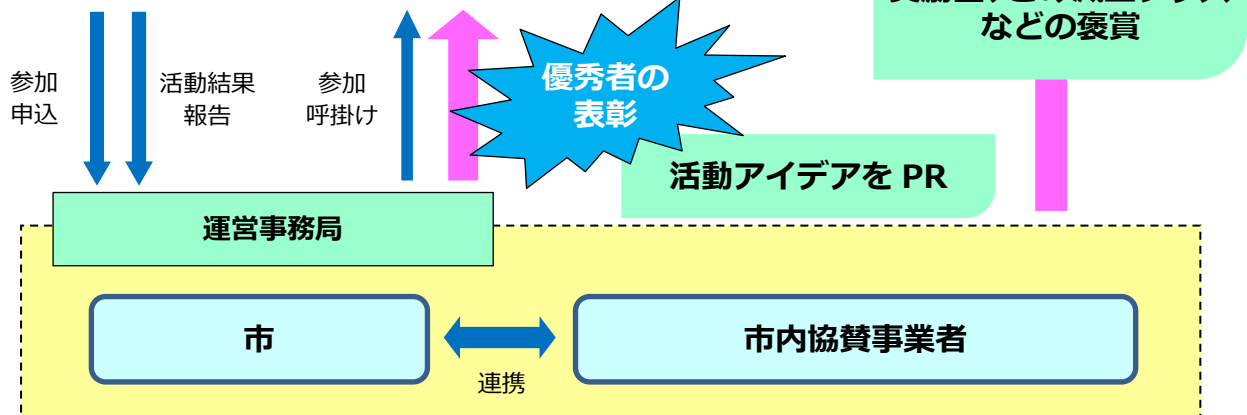 などの褒賞
参加
申込
活動結果
報告
参加
呼掛け
優秀者の
表彰
活動アイデアを PR
運営事務局
市
市内協賛事業者
連携